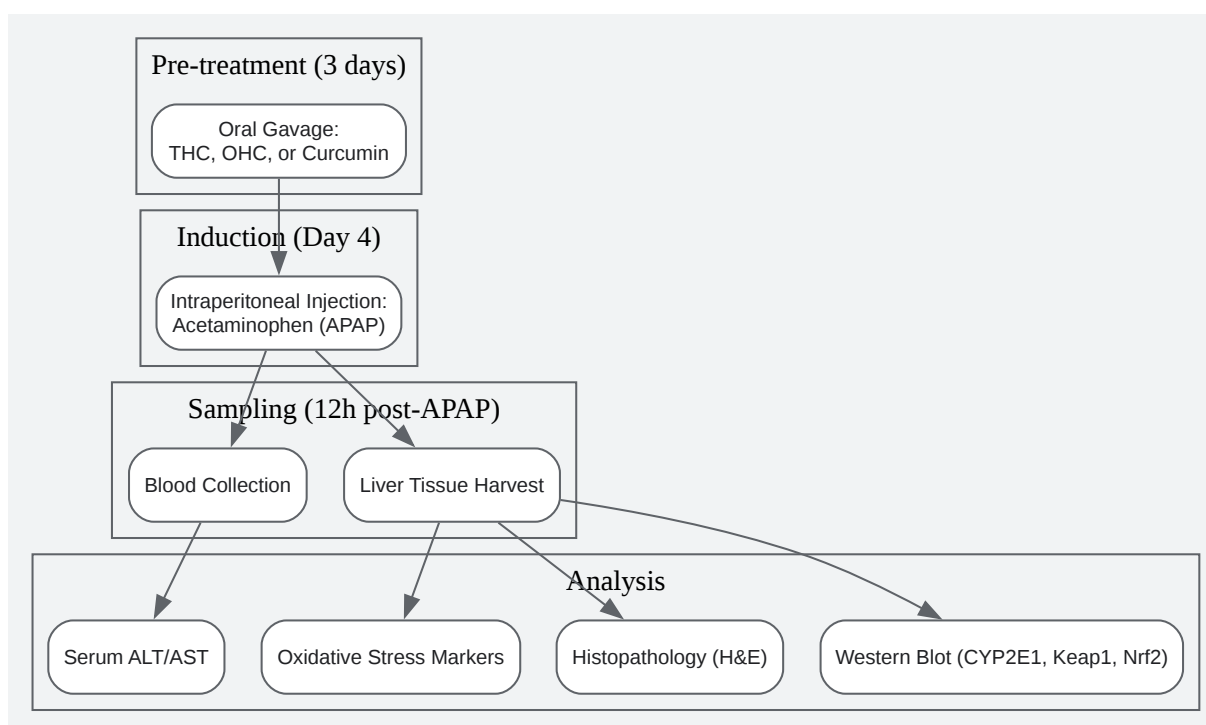 Pre-treatment (3 days)
Oral Gavage:
THC, OHC, or Curcumin
Induction (Day 4)
Intraperitoneal Injection:
Acetaminophen (APAP)
Sampling (12h post-APAP)
Blood Collection
Liver Tissue Harvest
Analysis
Serum ALT/AST
Oxidative Stress Markers
Histopathology (H&E)
Western Blot (CYP2E1, Keap1, Nrf2)